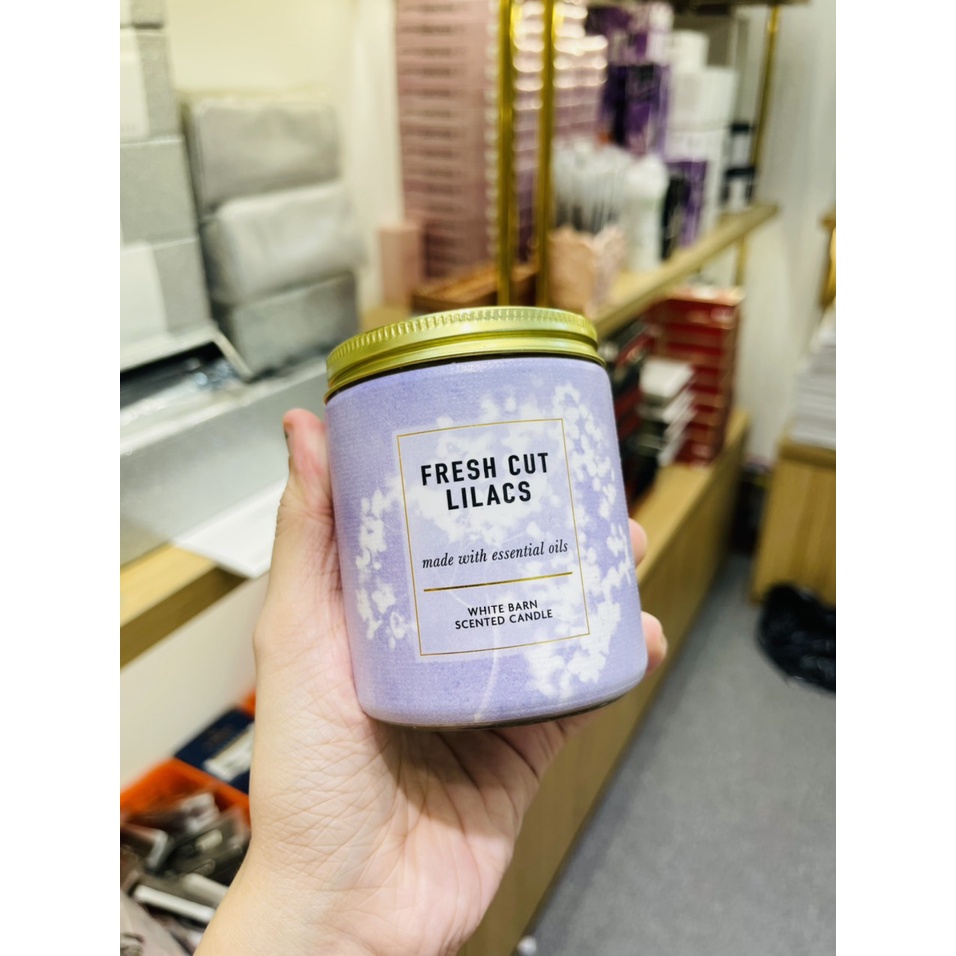 FRESH CUT
LILACS
made with essential oils
WHITE BARN
SCENTED CANDLE